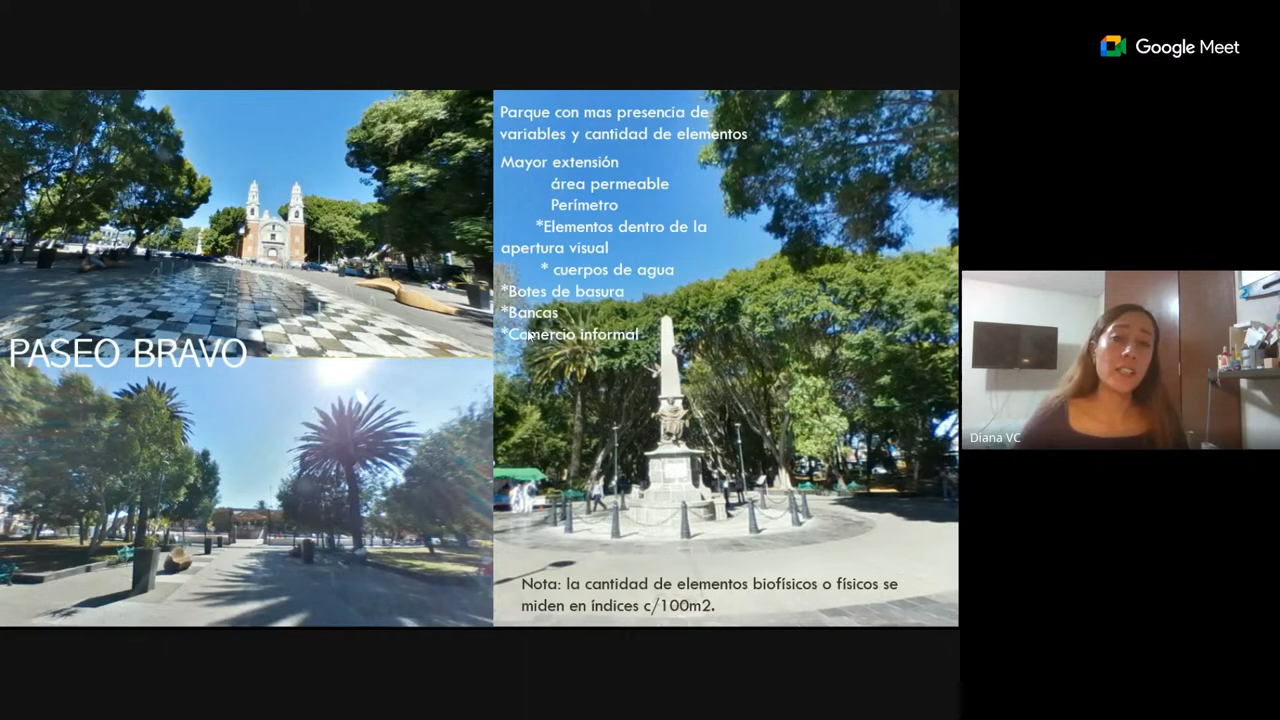 Google Meet
PASEO BRAVO
Parque con mas presencia de
variables y cantidad de elementos
Mayor extensión
área permeable
Perímetro
*Elementos dentro de la
apertura visual
* cuerpos de agua
*Botes de basura
*Bancas
*Comercio informal
Nota: la cantidad de elementos biofísicos o físicos se
miden en índices c/100m2.
Diana VC